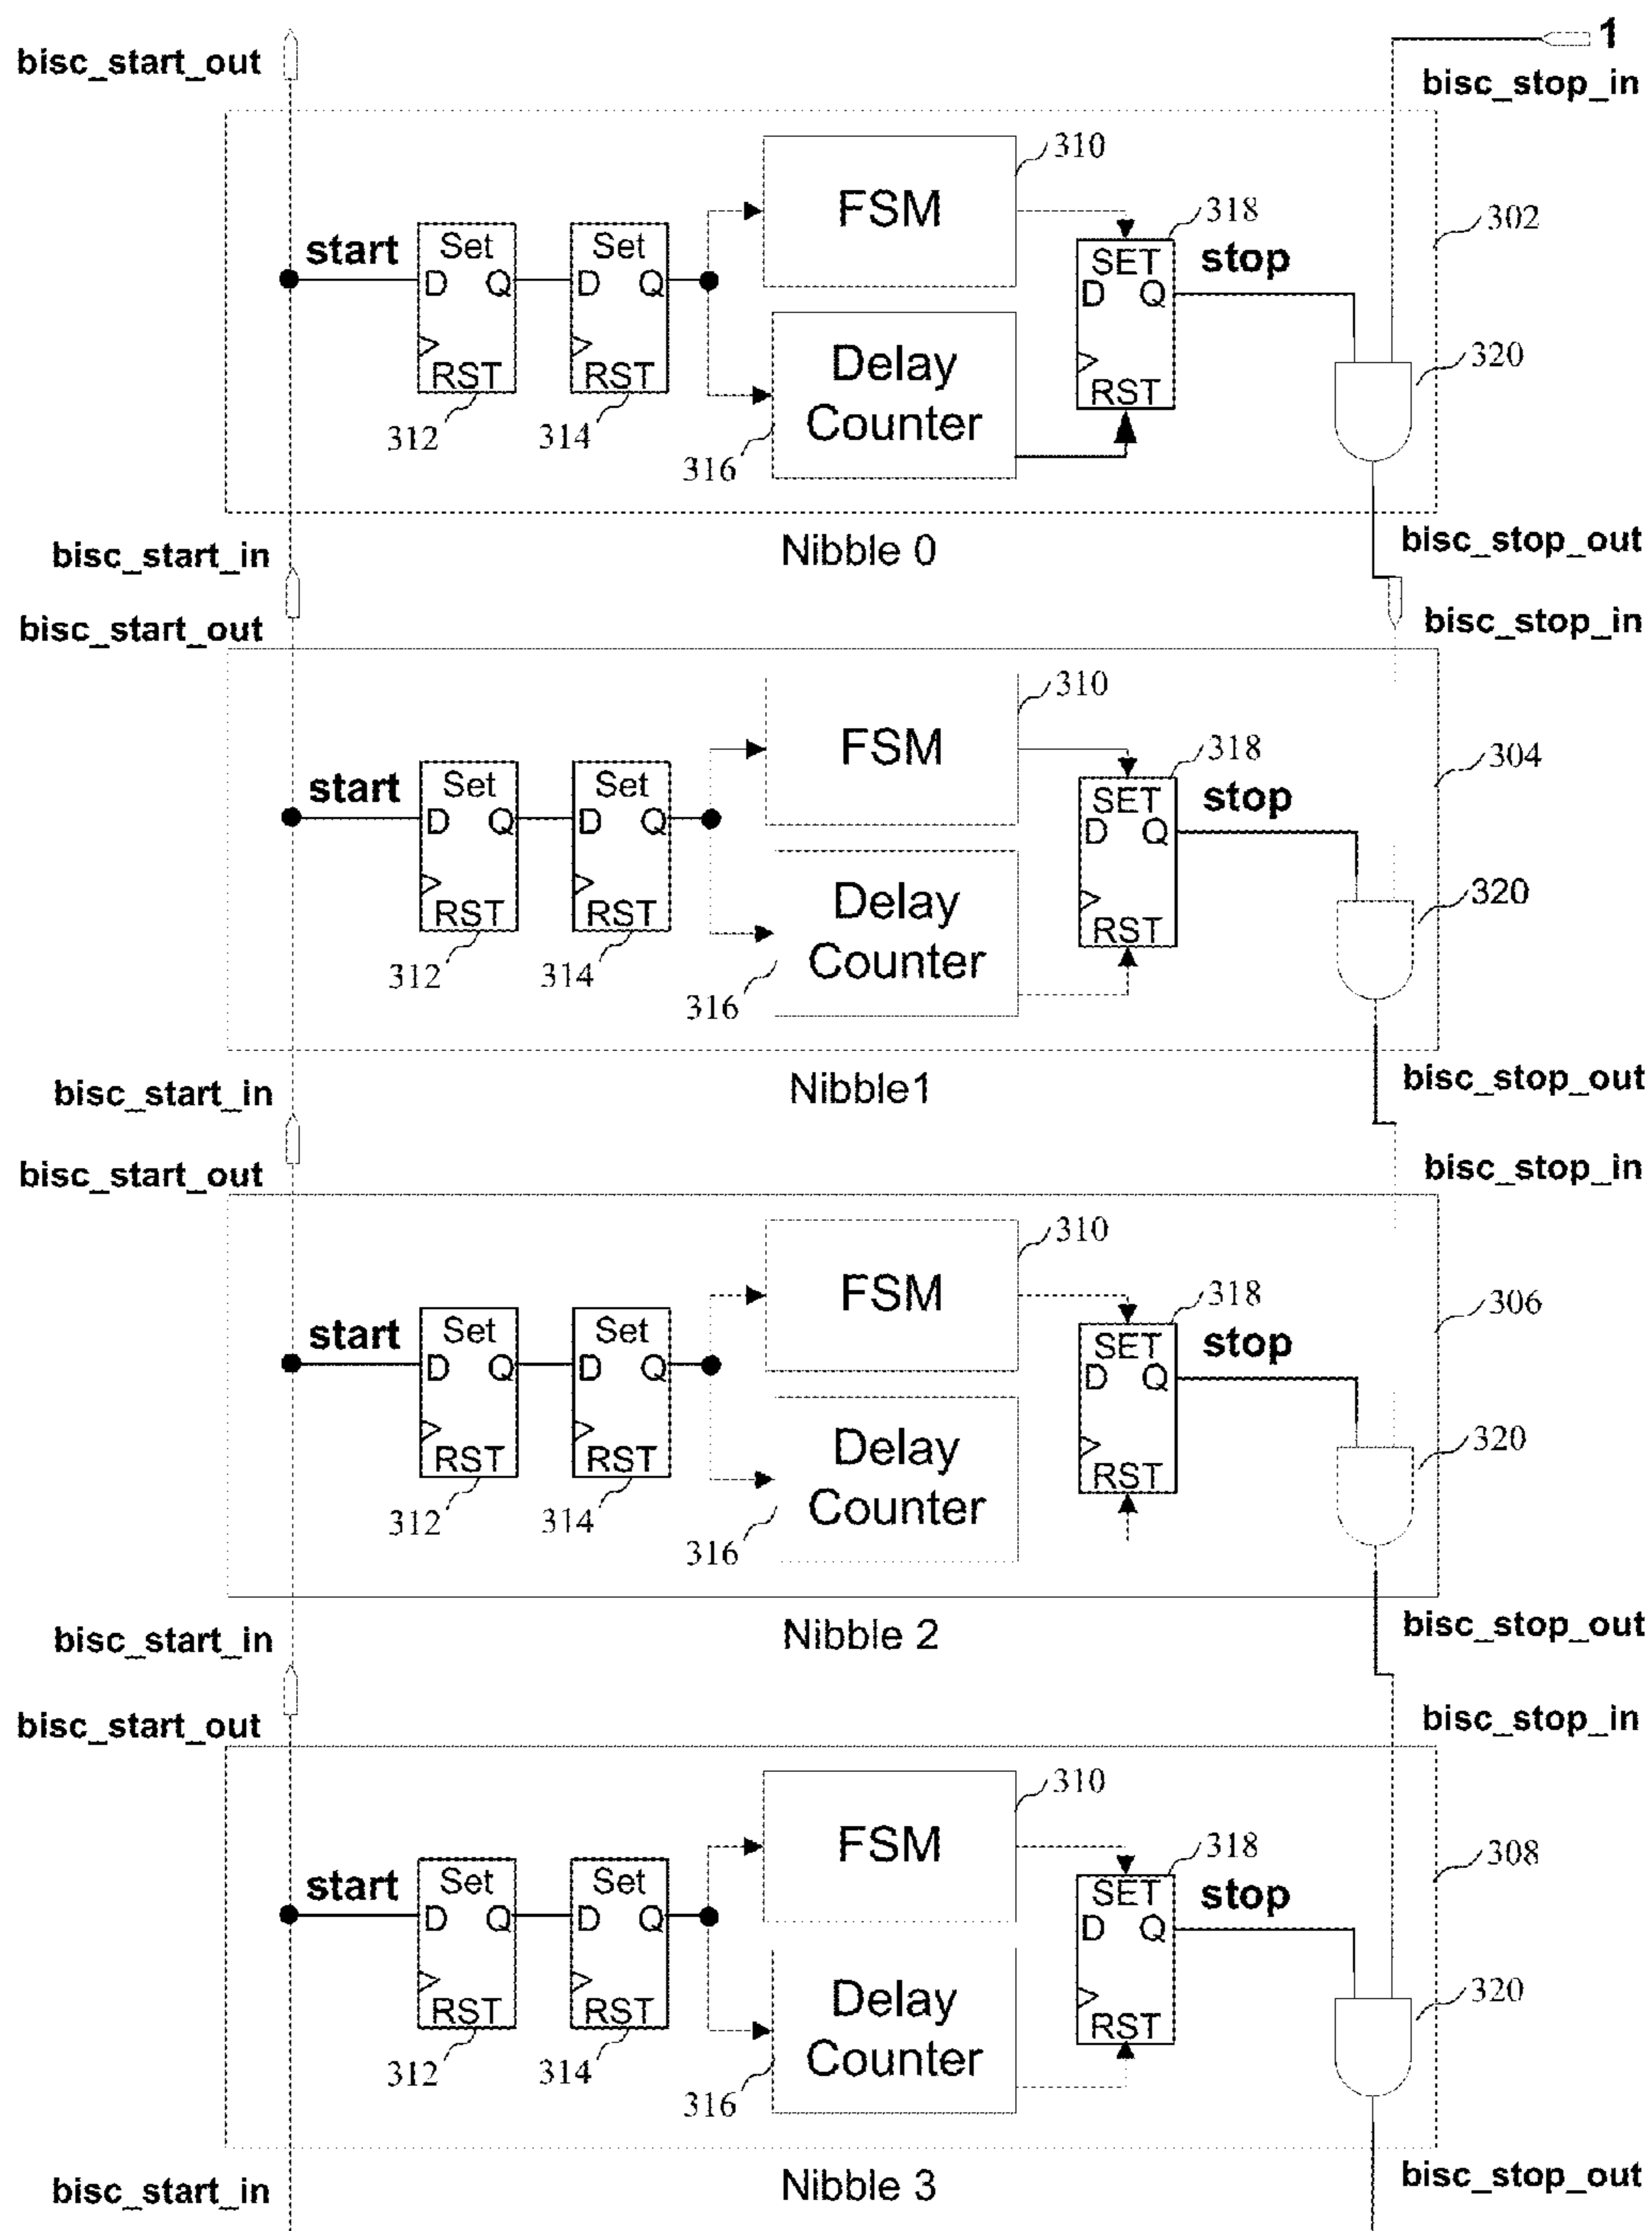 1
bisc_start_out
bisc_stop_in
310
FSM
318
302
start
Set
Set
SET
stop
D Q
D Q
D Q
Delay
Counter
320
RST
RST
RST
312
314
316
bisc_start_in
Nibble 0
bisc_stop_out
bisc_start_out
bisc_stop_in
310
FSM
318
304
start
Set
Set
SET
stop
D Q
D Q
D Q
Delay
Counter
320
RST
RST
RST
312
314
316
bisc_start_in
Nibble1
bisc_stop_out
bisc_start_out
bisc_stop_in
310
FSM
318
306
start
Set
Set
SET
stop
D Q
D Q
D Q
Delay
Counter
320
RST
RST
RST
312
314
316
bisc_start_in
Nibble 2
bisc_stop_out
bisc_start_out
bisc_stop_in
310
FSM
318
308
start
Set
Set
SET
stop
D Q
D Q
D Q
Delay
Counter
320
RST
RST
RST
312
314
316
bisc_start_in
Nibble 3
bisc_stop_out